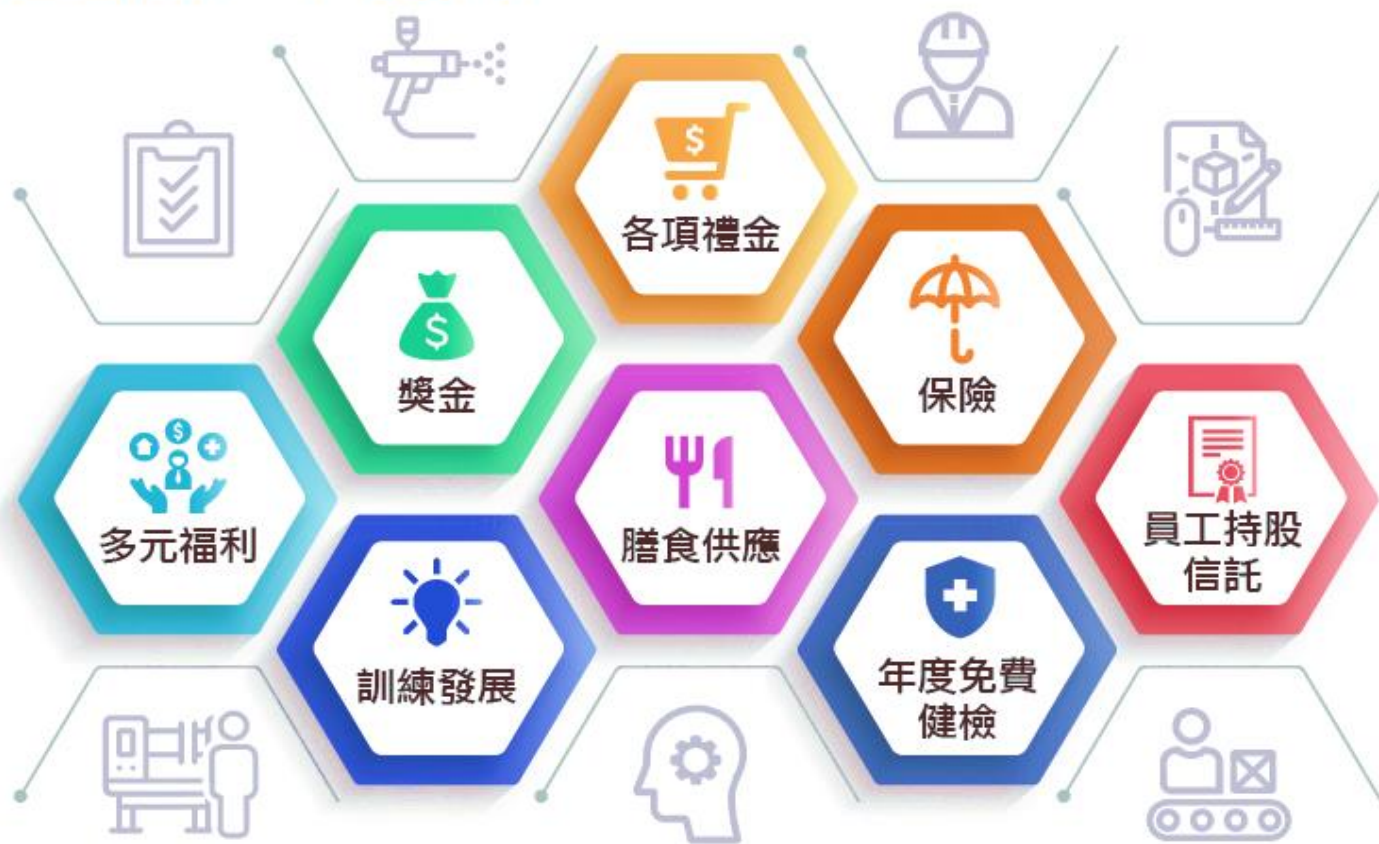 $
各項禮金
$
獎金
保險
$
多元福利
膳食供應
員工持股
信託
訓練發展
年度免費
健檢